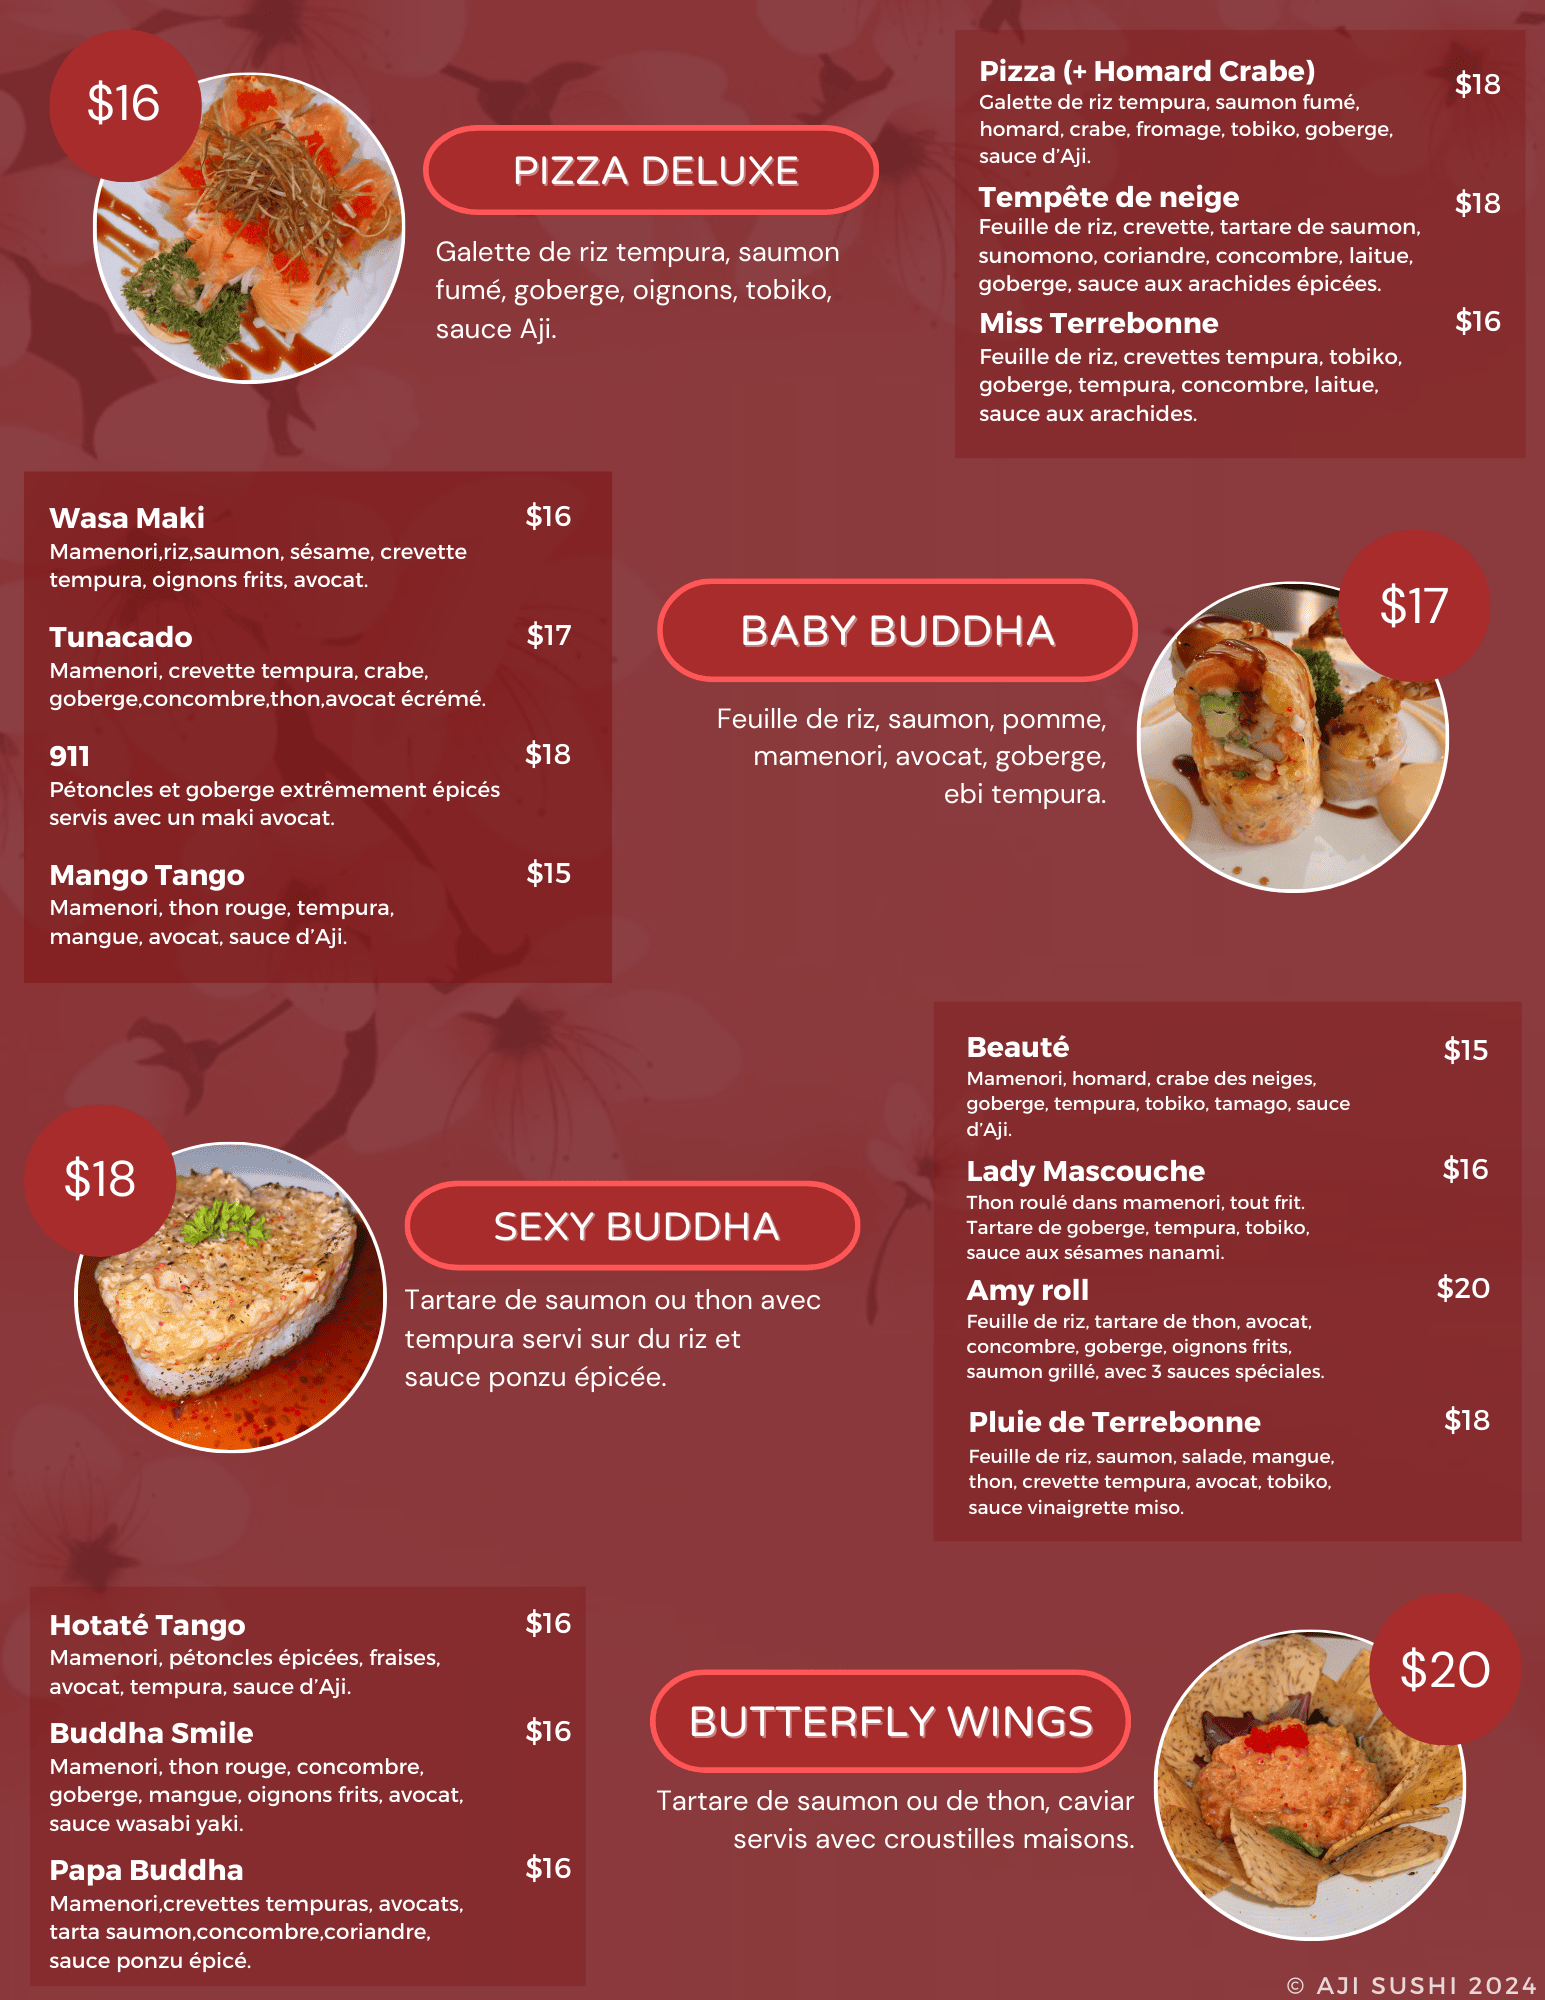 $16
PIZZA DELUXE
Galette de riz tempura, saumon
fumé, goberge, oignons, tobiko,
sauce Aji.
Pizza (+ Homard Crabe)
$18
Galette de riz tempura, saumon fumé,
homard, crabe, fromage, tobiko, goberge,
sauce d’Aji.
Tempête de neige
$18
Feuille de riz, crevette, tartare de saumon,
sunomono, coriandre, concombre, laitue,
goberge, sauce aux arachides épicées.
Miss Terrebonne
$16
Feuille de riz, crevettes tempura, tobiko,
goberge, tempura, concombre, laitue,
sauce aux arachides.
Wasa Maki
$16
Mamenori,riz,saumon, sésame, crevette
tempura, oignons frits, avocat.
Tunacado
$17
Mamenori, crevette tempura, crabe,
goberge,concombre,thon,avocat écrémé.
911
$18
Pétoncles et goberge extrêmement épicés
servis avec un maki avocat.
Mango Tango
$15
Mamenori, thon rouge, tempura,
mangue, avocat, sauce d’Aji.
$17
BABY BUDDHA
Feuille de riz, saumon, pomme,
mamenori, avocat, goberge,
ebi tempura.
$18
SEXY BUDDHA
Tartare de saumon ou thon avec
tempura servi sur du riz et
sauce ponzu épicée.
Beauté
$15
Mamenori, homard, crabe des neiges,
goberge, tempura, tobiko, tamago, sauce
d’Aji.
Lady Mascouche
$16
Thon roulé dans mamenori, tout frit.
Tartare de goberge, tempura, tobiko,
sauce aux sésames nanami.
Amy roll
$20
Feuille de riz, tartare de thon, avocat,
concombre, goberge, oignons frits,
saumon grillé, avec 3 sauces spéciales.
Pluie de Terrebonne
$18
Feuille de riz, saumon, salade, mangue,
thon, crevette tempura, avocat, tobiko,
sauce vinaigrette miso.
Hotaté Tango
$16
Mamenori, pétoncles épicées, fraises,
avocat, tempura, sauce d’Aji.
Buddha Smile
$16
Mamenori, thon rouge, concombre,
goberge, mangue, oignons frits, avocat,
sauce wasabi yaki.
Papa Buddha
$16
Mamenori,crevettes tempuras, avocats,
tarta saumon,concombre,coriandre,
sauce ponzu épicé.
$20
BUTTERFLY WINGS
Tartare de saumon ou de thon, caviar
servis avec croustilles maisons.
© AJI SUSHI 2024